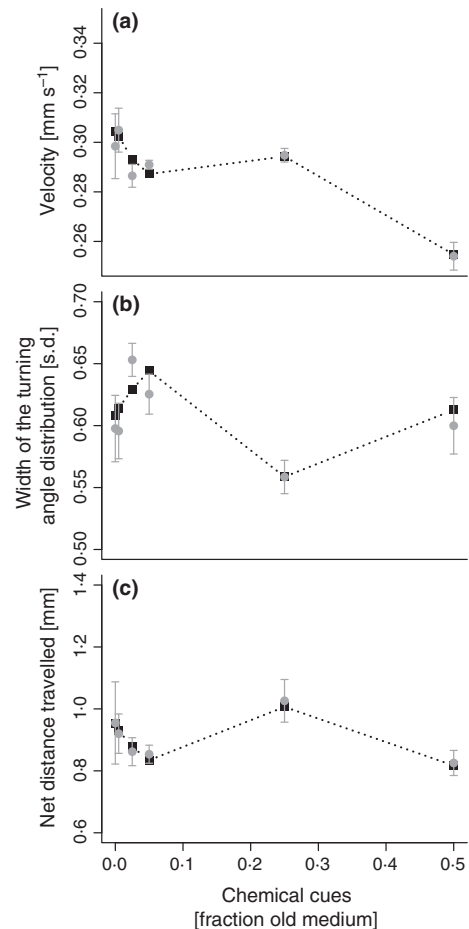 (a)
Velocity [mm s⁻¹]
0·34
0·32
0·30
0·28
0·26
(b)
Width of the turning
angle distribution [s.d.]
0·70
0·65
0·60
0·55
0·50
(c)
Net distance travelled [mm]
1·4
1·2
1·0
0·8
0·6
0·0 0·1 0·2 0·3 0·4 0·5
Chemical cues
[fraction old medium]